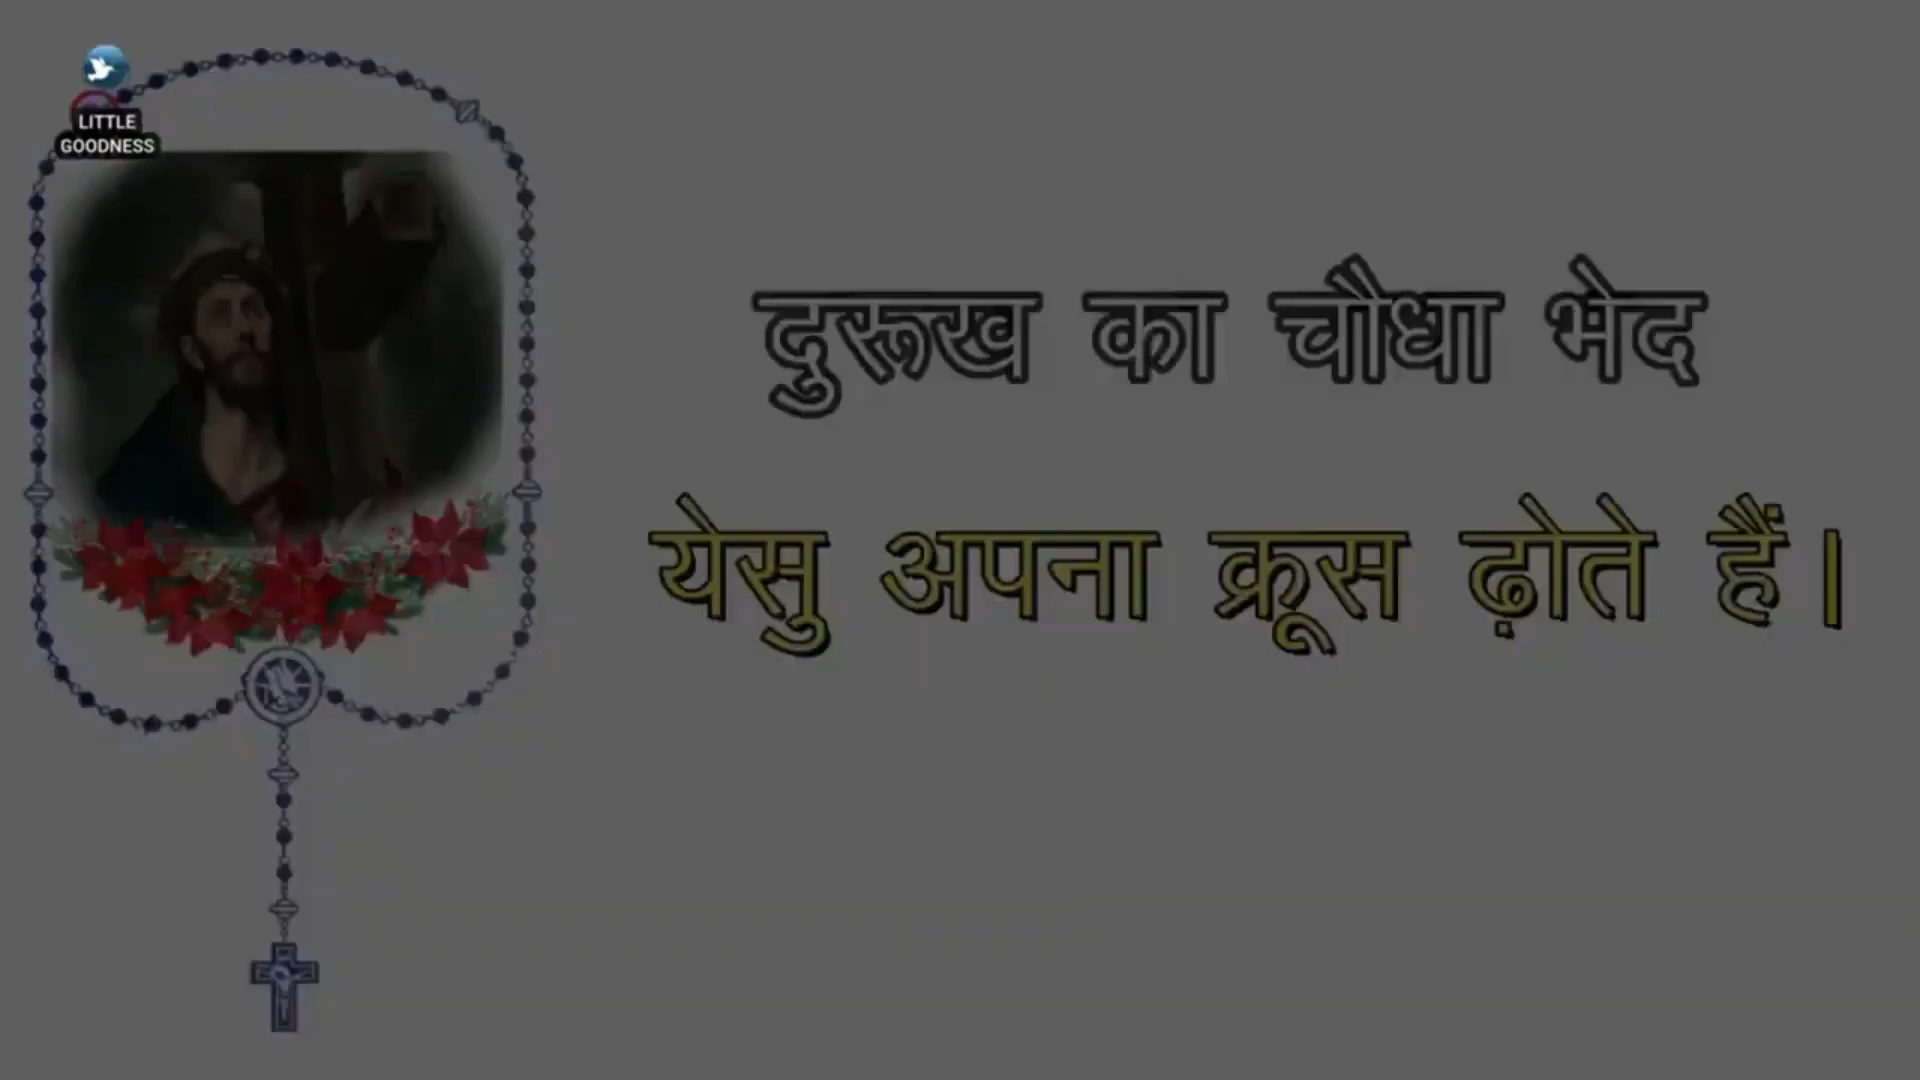 LITTLE
GOODNESS
दुरूख का चौधा भेद
येसु अपना क्रूस ढ़ोते हैं।